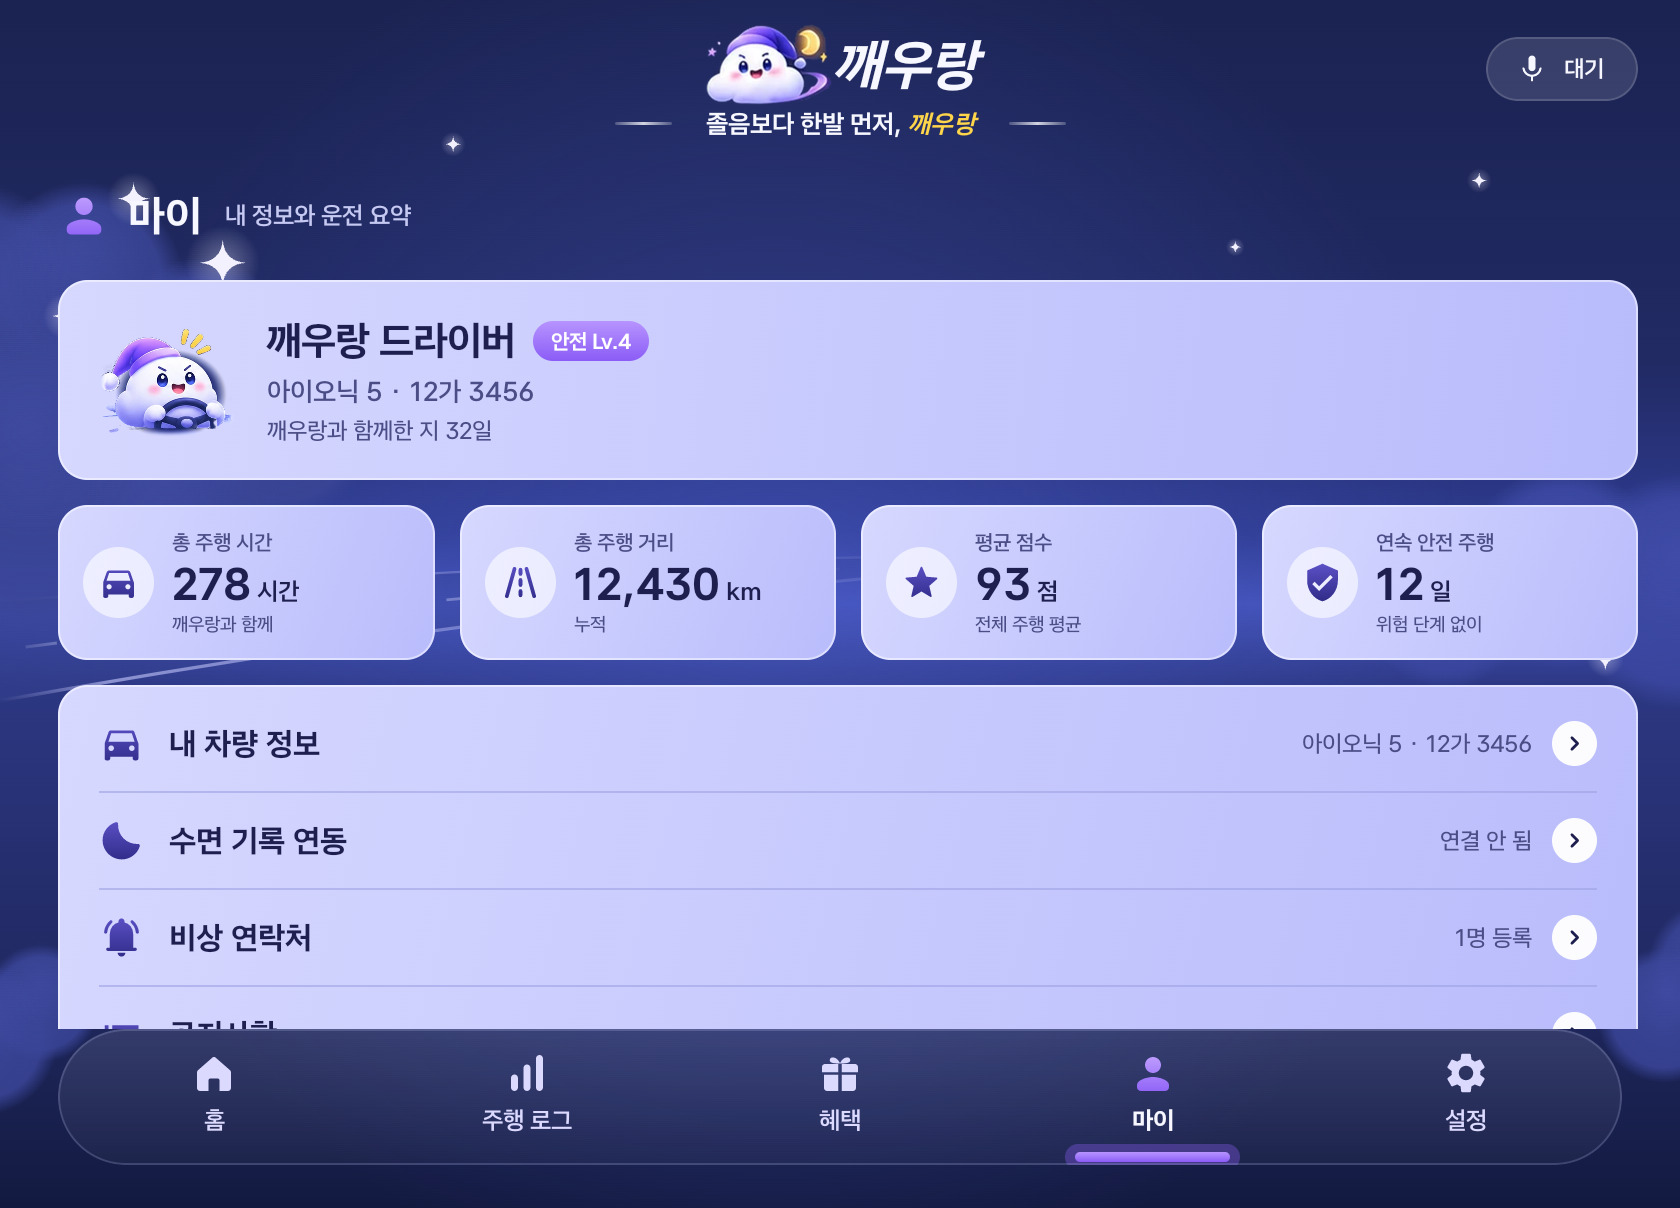 깨우랑
대기
졸음보다 한발 먼저, 깨우랑
마이 내 정보와 운전 요약
깨우랑 드라이버 안전 Lv.4
아이오닉 5 · 12가 3456
깨우랑과 함께한 지 32일
총 주행 시간
278 시간
깨우랑과 함께
총 주행 거리
12,430 km
누적
평균 점수
93 점
전체 주행 평균
연속 안전 주행
12 일
위험 단계 없이
내 차량 정보 아이오닉 5 · 12가 3456
수면 기록 연동 연결 안 됨
비상 연락처 1명 등록
홈
주행 로그
혜택
마이
설정